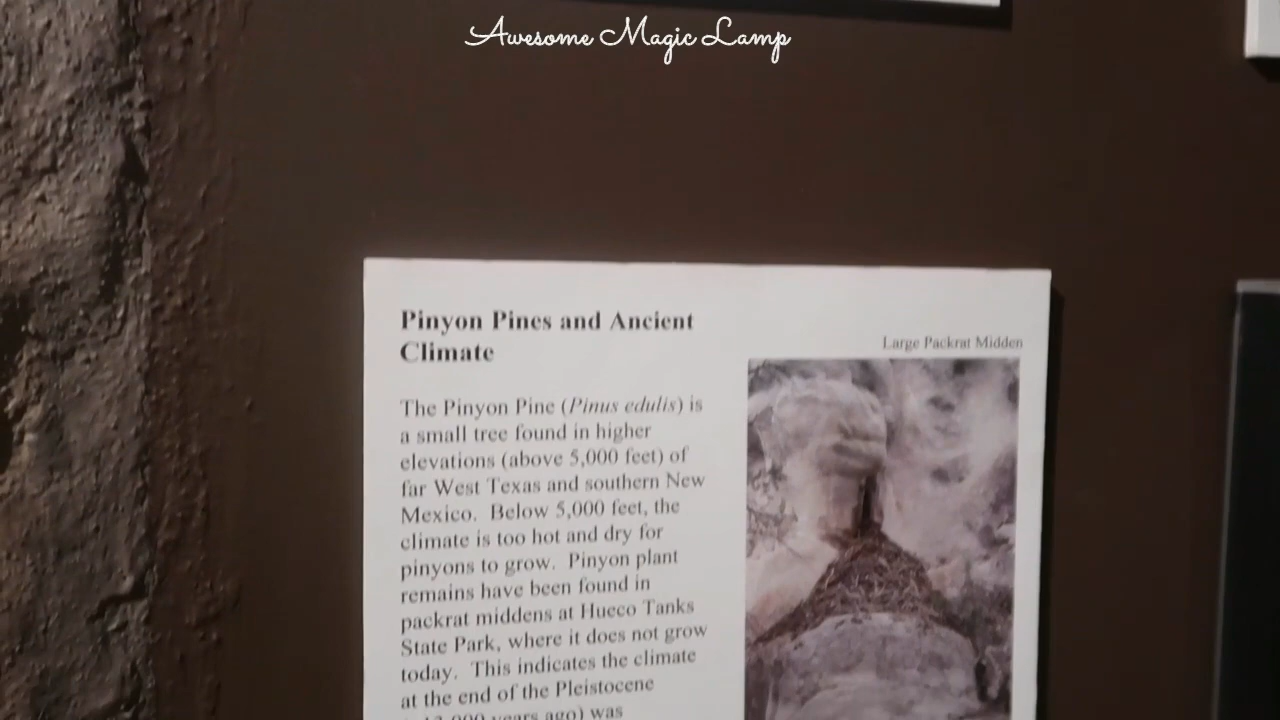 Awesome Magic Lamp
Pinyon Pines and Ancient
Climate
Large Packrat Midden
The Pinyon Pine (Pinus edulis) is
a small tree found in higher
elevations (above 5,000 feet) of
far West Texas and southern New
Mexico. Below 5,000 feet, the
climate is too hot and dry for
pinyons to grow. Pinyon plant
remains have been found in
packrat middens at Hueco Tanks
State Park, where it does not grow
today. This indicates the climate
at the end of the Pleistocene
years ago) was